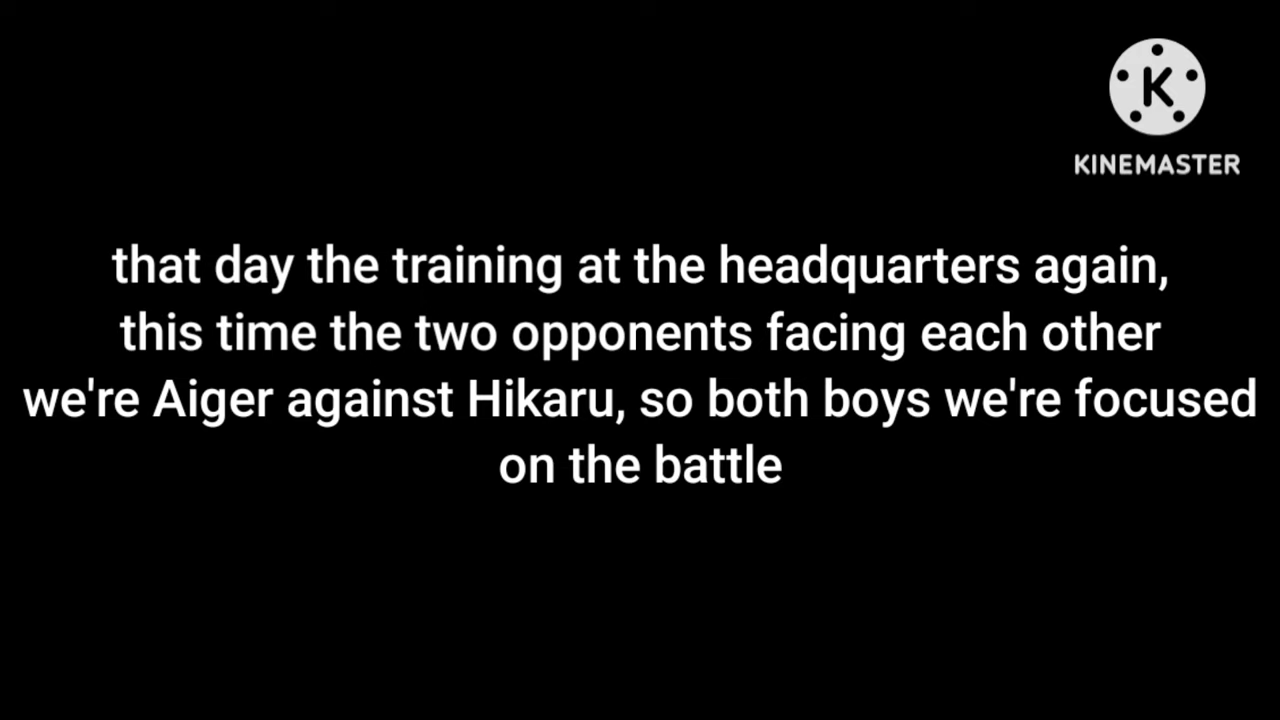 K
KINEMASTER
that day the training at the headquarters again,
this time the two opponents facing each other
we're Aiger against Hikaru, so both boys we're focused
on the battle